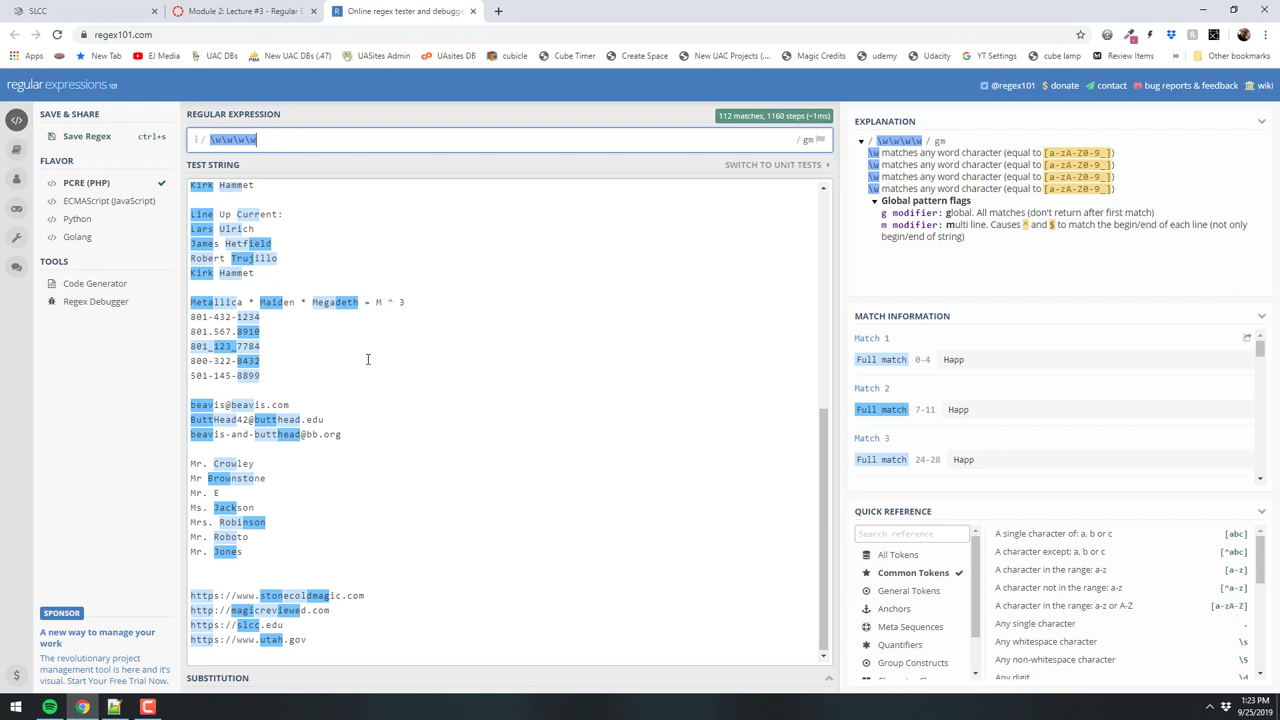 SLCC
Module 2: Lecture #3 - Regular E
Online regex tester and debugge
regex101.com
Apps
Main
EJ Media
UAC DBs
New UAC DBs (.47)
UASites Admin
UASites DB
cubicle
Cube Timer
Create Space
New UAC Projects (...
Magic Credits
udemy
Udacity
YT Settings
cube lamp
Review Items
»
Other bookmarks
regular expressions 101
@regex101
$ donate
contact
bug reports & feedback
wiki
SAVE & SHARE
Save Regex ctrl+s
FLAVOR
</> PCRE (PHP)
</> ECMAScript (JavaScript)
</> Python
</> Golang
TOOLS
Code Generator
Regex Debugger
SPONSOR
A new way to manage your
work
The revolutionary project
management tool is here and it's
visual. Start Your Free Trial Now.
REGULAR EXPRESSION
112 matches, 1160 steps (~1ms)
/ \w\w\w\w
/ gm
TEST STRING
SWITCH TO UNIT TESTS
Kirk Hammet
Line Up Current:
Lars Ulrich
James Hetfield
Robert Trujillo
Kirk Hammet
Metallica * Maiden * Megadeth = M ^ 3
801-432-1234
801.567.8910
801_123_7784
800-322-8432
501-145-8899
beavis@beavis.com
ButtHead42@butthead.edu
beavis-and-butthead@bb.org
Mr. Crowley
Mr Brownstone
Mr. E
Ms. Jackson
Mrs. Robinson
Mr. Roboto
Mr. Jones
https://www.stonecoldmagic.com
http://magicreviewed.com
https://slcc.edu
https://www.utah.gov
SUBSTITUTION
EXPLANATION
/ \w\w\w\w / gm
\w matches any word character (equal to [a-zA-Z0-9_])
\w matches any word character (equal to [a-zA-Z0-9_])
\w matches any word character (equal to [a-zA-Z0-9_])
\w matches any word character (equal to [a-zA-Z0-9_])
Global pattern flags
g modifier: global. All matches (don't return after first match)
m modifier: multi line. Causes ^ and $ to match the begin/end of each line (not only
begin/end of string)
MATCH INFORMATION
Match 1
Full match 0-4 Happ
Match 2
Full match 7-11 Happ
Match 3
Full match 24-28 Happ
QUICK REFERENCE
Search reference
All Tokens
Common Tokens
General Tokens
Anchors
Meta Sequences
Quantifiers
Group Constructs
A single character of: a, b or c [abc]
A character except: a, b or c [^abc]
A character in the range: a-z [a-z]
A character not in the range: a-z [^a-z]
A character in the range: a-z or A-Z [a-zA-Z]
Any single character .
Any whitespace character \s
Any non-whitespace character \S
Any digit \d
1:23 PM
9/25/2019